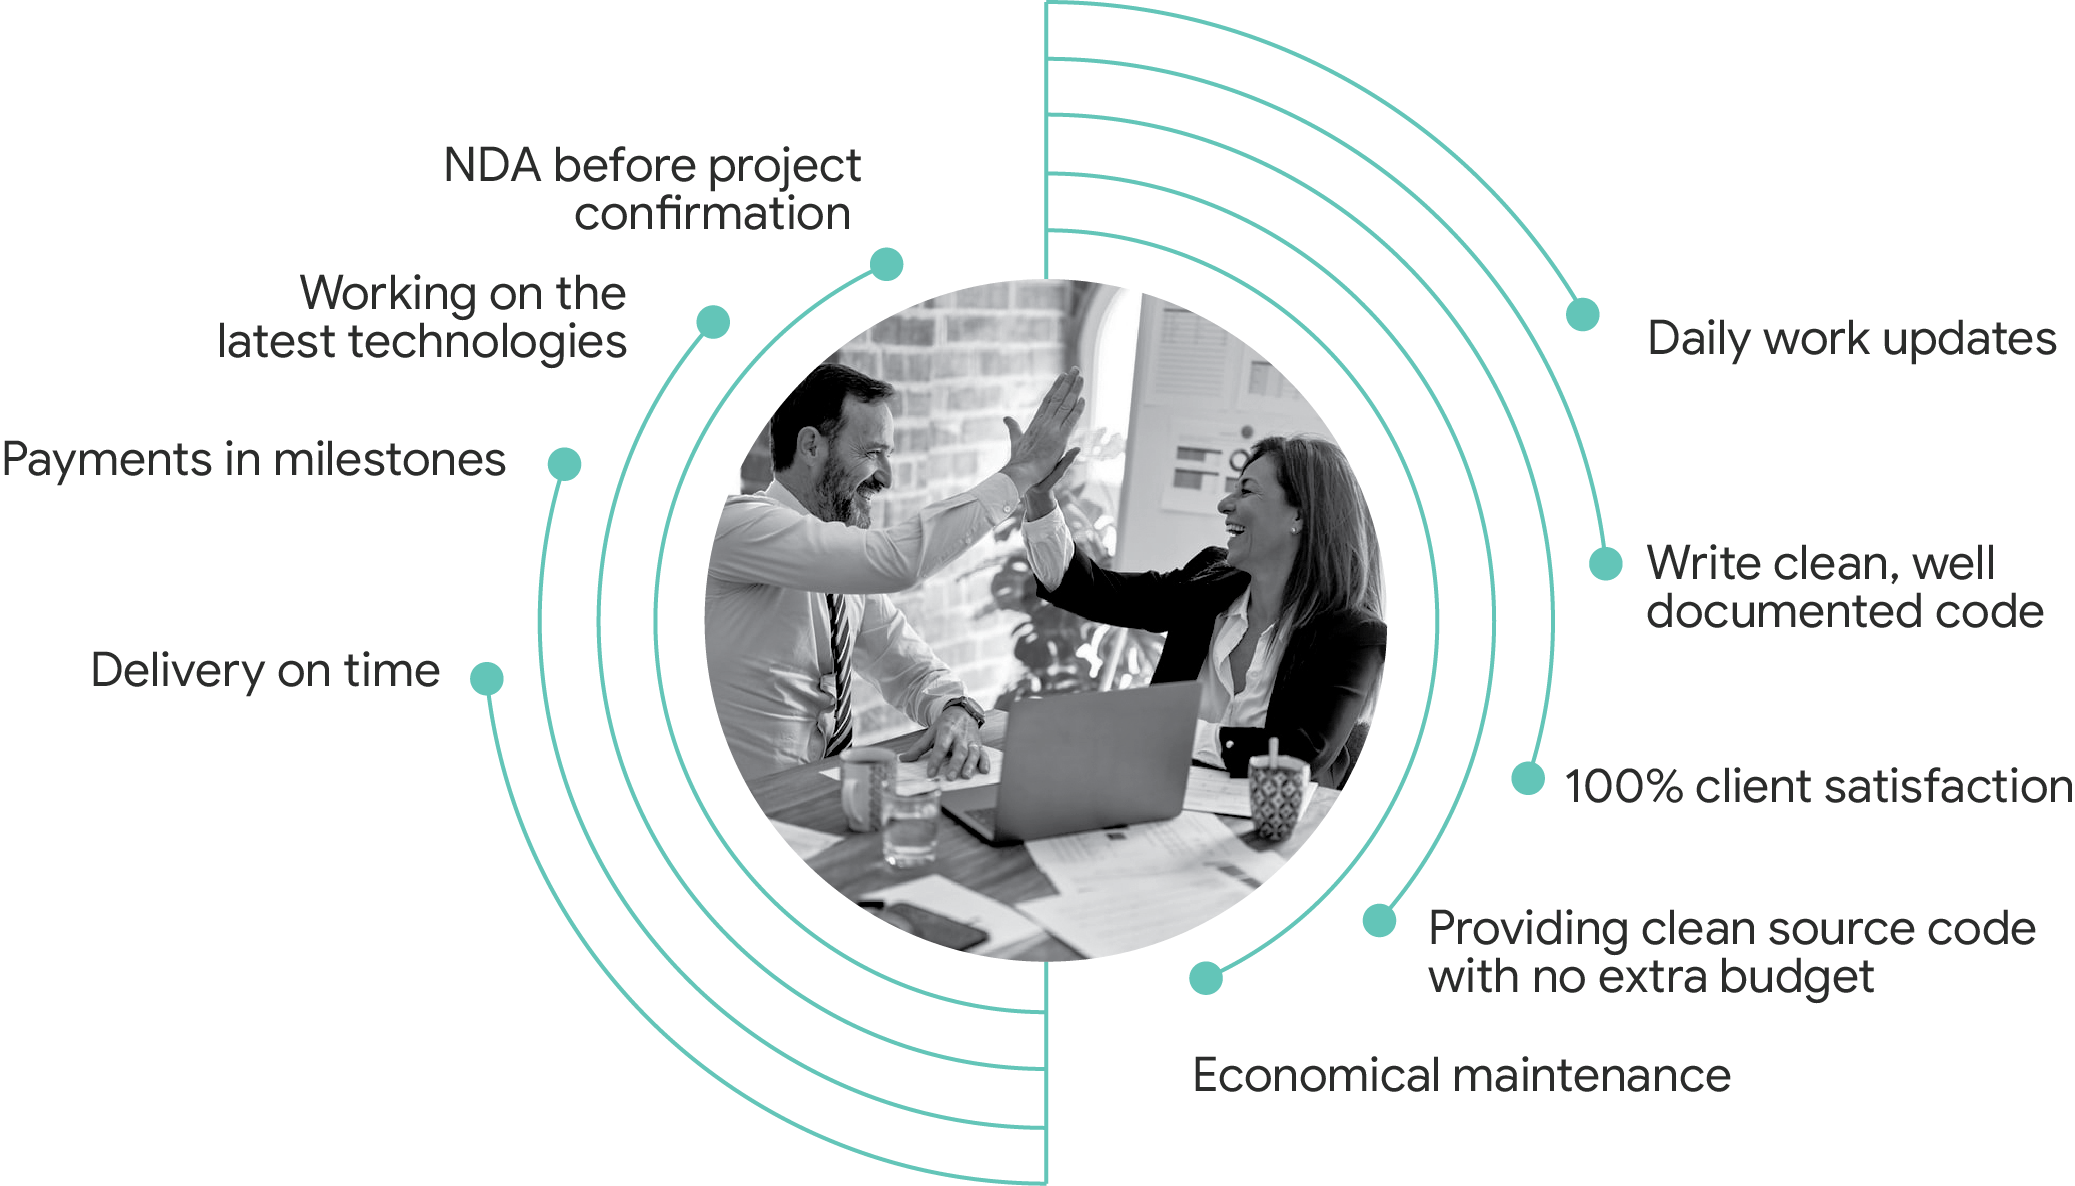 NDA before project
confirmation
Working on the
latest technologies
Payments in milestones
Delivery on time
Daily work updates
Write clean, well
documented code
100% client satisfaction
Providing clean source code
with no extra budget
Economical maintenance